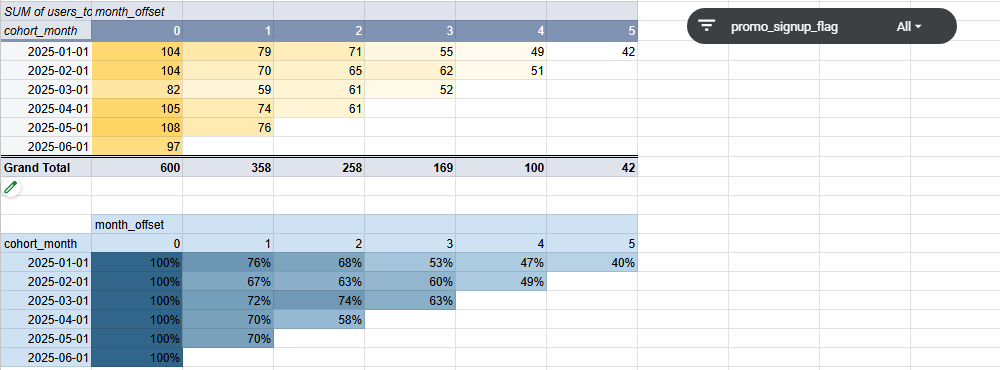 SUM of users_to month_offset
cohort_month 0 1 2 3 4 5
2025-01-01 104 79 71 55 49 42
2025-02-01 104 70 65 62 51
2025-03-01 82 59 61 52
2025-04-01 105 74 61
2025-05-01 108 76
2025-06-01 97
Grand Total 600 358 258 169 100 42
month_offset
cohort_month 0 1 2 3 4 5
2025-01-01 100% 76% 68% 53% 47% 40%
2025-02-01 100% 67% 63% 60% 49%
2025-03-01 100% 72% 74% 63%
2025-04-01 100% 70% 58%
2025-05-01 100% 70%
2025-06-01 100%
promo_signup_flag All